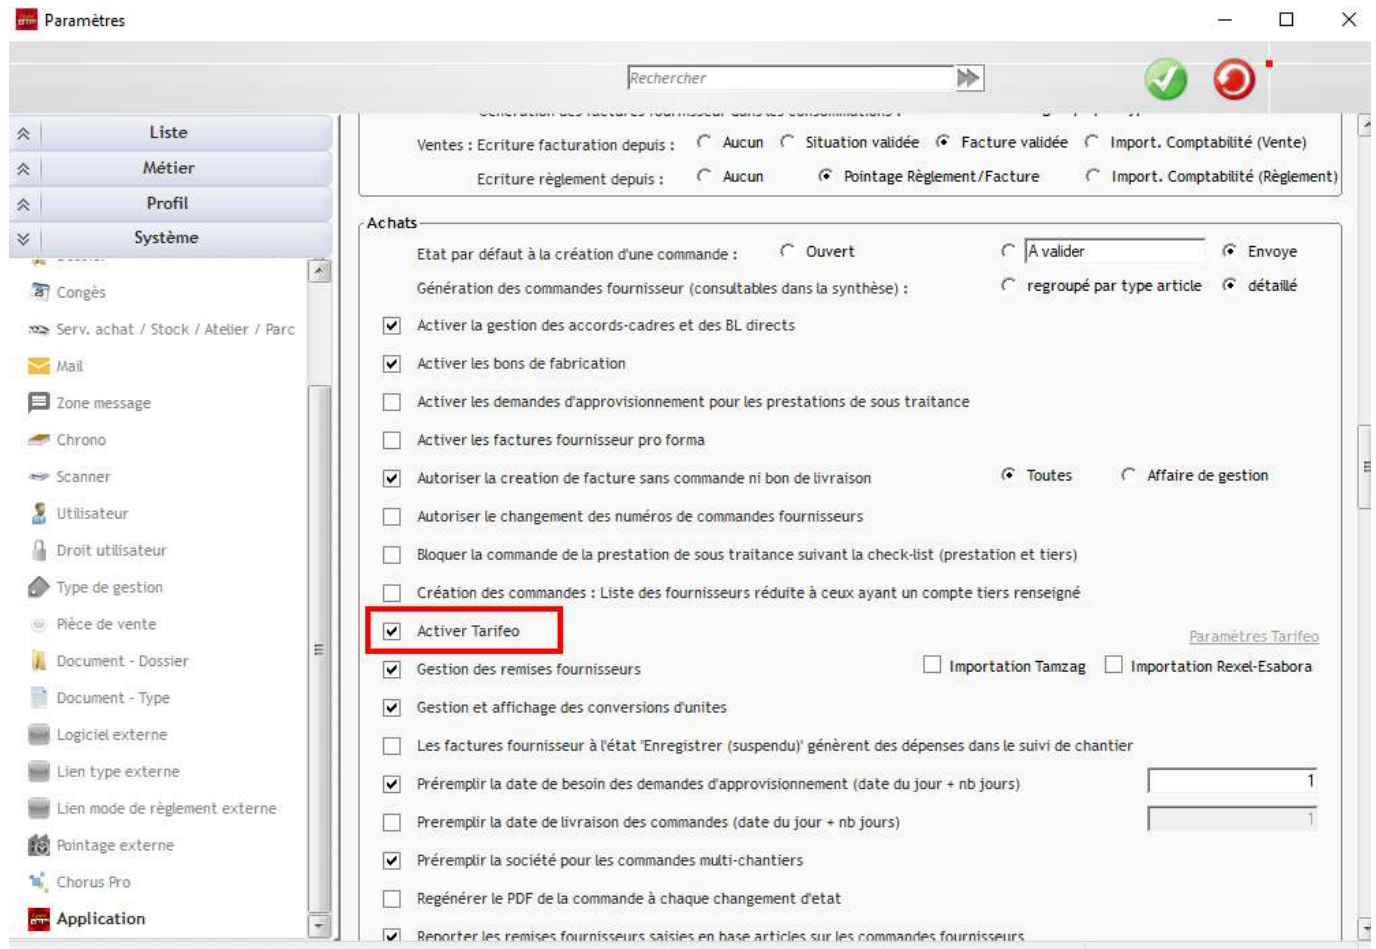 Paramètres
Rechercher
Liste
Métier
Profil
Système
Congès
Serv. achat / Stock / Atelier / Parc
Mail
Zone message
Chrono
Scanner
Utilisateur
Droit utilisateur
Type de gestion
Pièce de vente
Document - Dossier
Document - Type
Logiciel externe
Lien type externe
Lien mode de règlement externe
Pointage externe
Chorus Pro
Application
Ventes : Ecriture facturation depuis : Aucun Situation validée Facture validée Import. Comptabilité (Vente)
Ecriture règlement depuis : Aucun Pointage Règlement/Facture Import. Comptabilité (Règlement)
Achats
Etat par défaut à la création d'une commande : Ouvert A valider Envoye
Génération des commandes fournisseur (consultables dans la synthèse) : regroupé par type article détaillé
Activer la gestion des accords-cadres et des BL directs
Activer les bons de fabrication
Activer les demandes d'approvisionnement pour les prestations de sous traitance
Activer les factures fournisseur pro forma
Autoriser la creation de facture sans commande ni bon de livraison Toutes Affaire de gestion
Autoriser le changement des numéros de commandes fournisseurs
Bloquer la commande de la prestation de sous traitance suivant la check-list (prestation et tiers)
Création des commandes : Liste des fournisseurs réduite à ceux ayant un compte tiers renseigné
Activer Tarifeo
Paramètres Tarifeo
Gestion des remises fournisseurs Importation Tamzag Importation Rexel-Esabora
Gestion et affichage des conversions d'unites
Les factures fournisseur à l'état 'Enregistrer (suspendu)' génèrent des dépenses dans le suivi de chantier
Préremplir la date de besoin des demandes d'approvisionnement (date du jour + nb jours) 1
Preremplir la date de livraison des commandes (date du jour + nb jours) 1
Préremplir la société pour les commandes multi-chantiers
Regénérer le PDF de la commande à chaque changement d'etat
Reporter les remises fournisseurs saisies en base articles sur les commandes fournisseurs